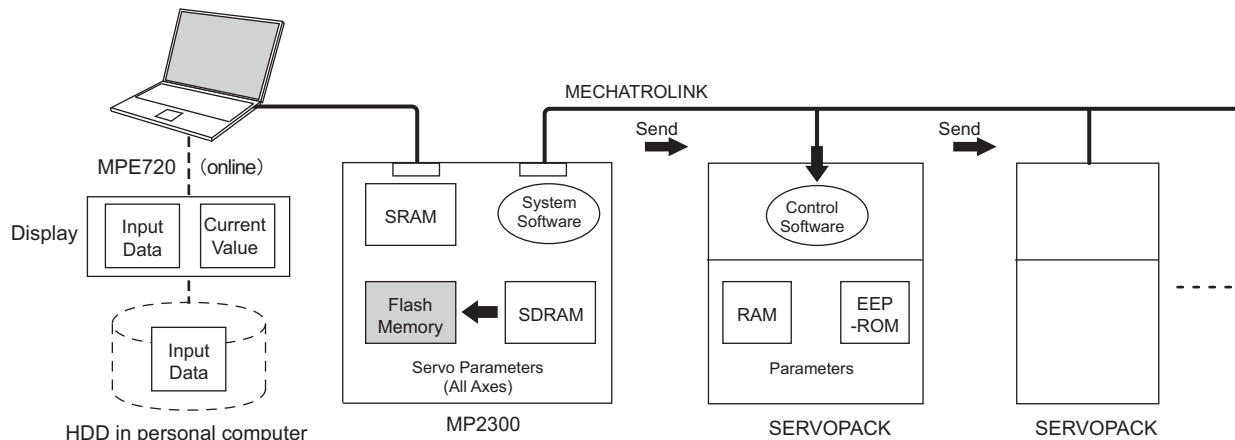 MECHATROLINK
Send
Send
MPE720 (online)
Display
Input
Data
Current
Value
Input
Data
HDD in personal computer
SRAM
System
Software
Flash
Memory
SDRAM
Servo Parameters
(All Axes)
MP2300
Control
Software
RAM
EEP
-ROM
Parameters
SERVOPACK
SERVOPACK